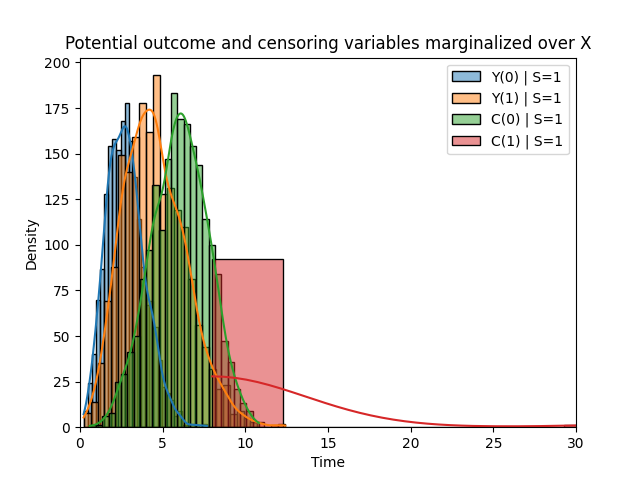 Potential outcome and censoring variables marginalized over X
200
175
150
125
100
75
50
25
0
Density
Y(0) | S=1
Y(1) | S=1
C(0) | S=1
C(1) | S=1
0 5 10 15 20 25 30
Time